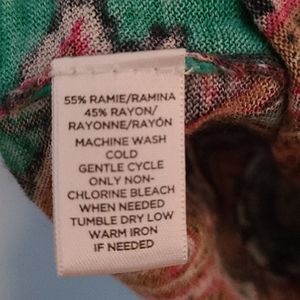 55% RAMIE/RAMINA
45% RAYON/
RAYONNE/RAYÓN
MACHINE WASH
COLD
GENTLE CYCLE
ONLY NON-
CHLORINE BLEACH
WHEN NEEDED
TUMBLE DRY LOW
WARM IRON
IF NEEDED